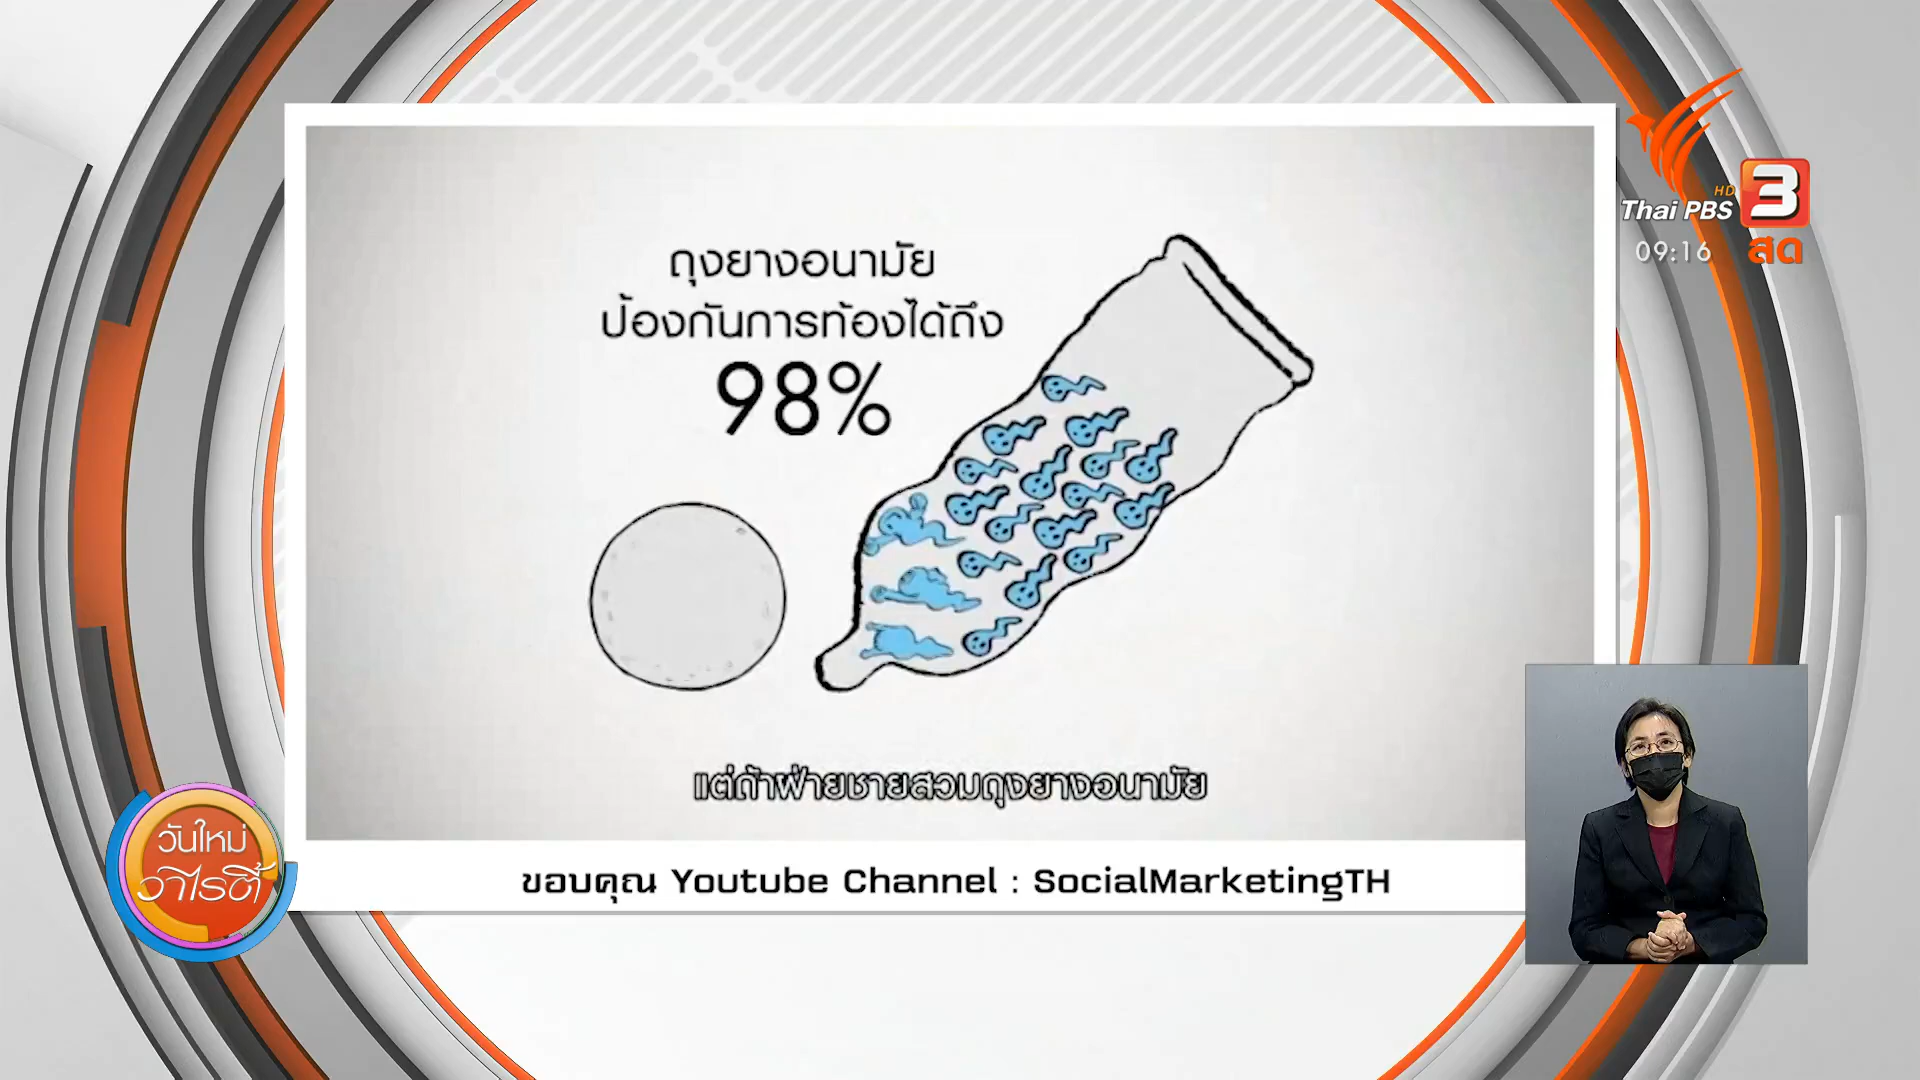 ถุงยางอนามัย
ป้องกันการท้องได้ถึง
98%
แต่ถ้าฝ่ายชายสวมถุงยางอนามัย
ขอบคุณ Youtube Channel : SocialMarketingTH
วันใหม่
วาไรตี้
HD
Thai PBS 3
09:16 สด